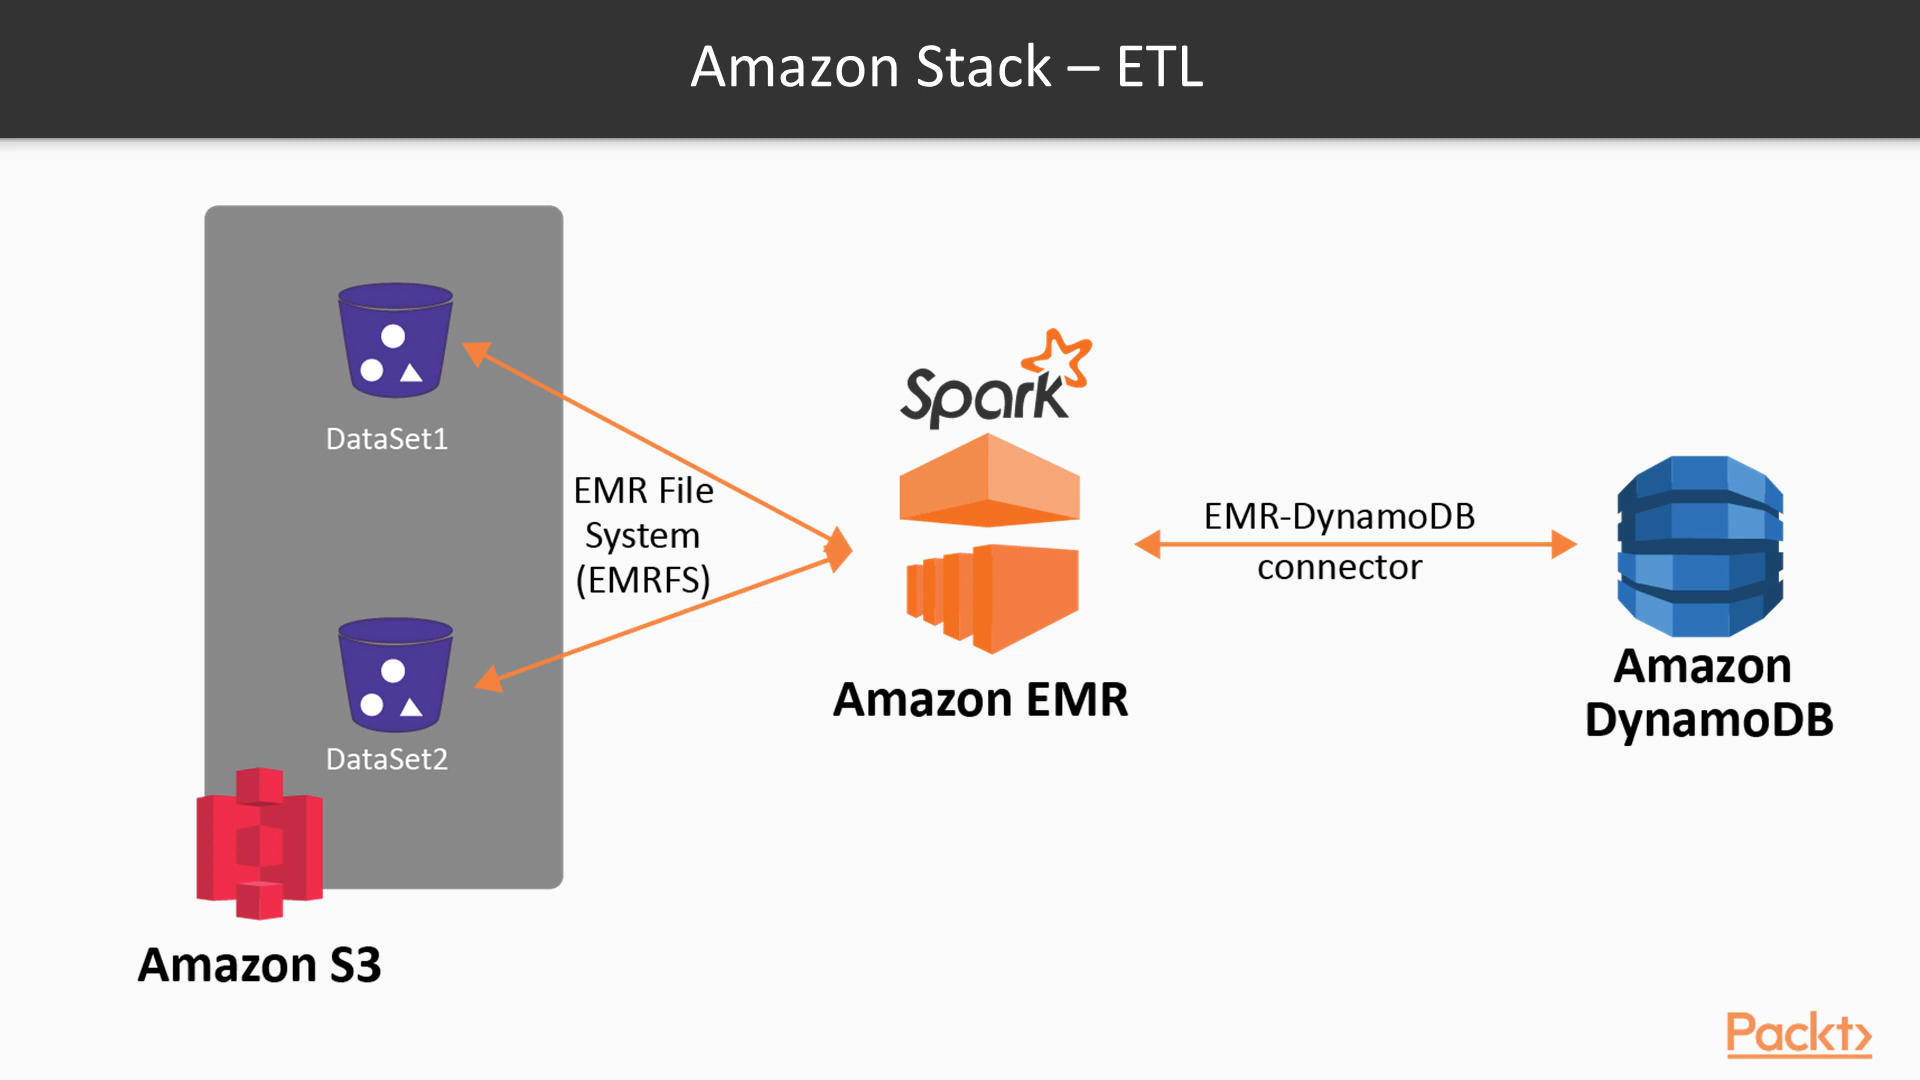 Amazon Stack – ETL
DataSet1
EMR File
System
(EMRFS)
DataSet2
Amazon S3
Spark
Amazon EMR
EMR-DynamoDB
connector
Amazon
DynamoDB
Packt